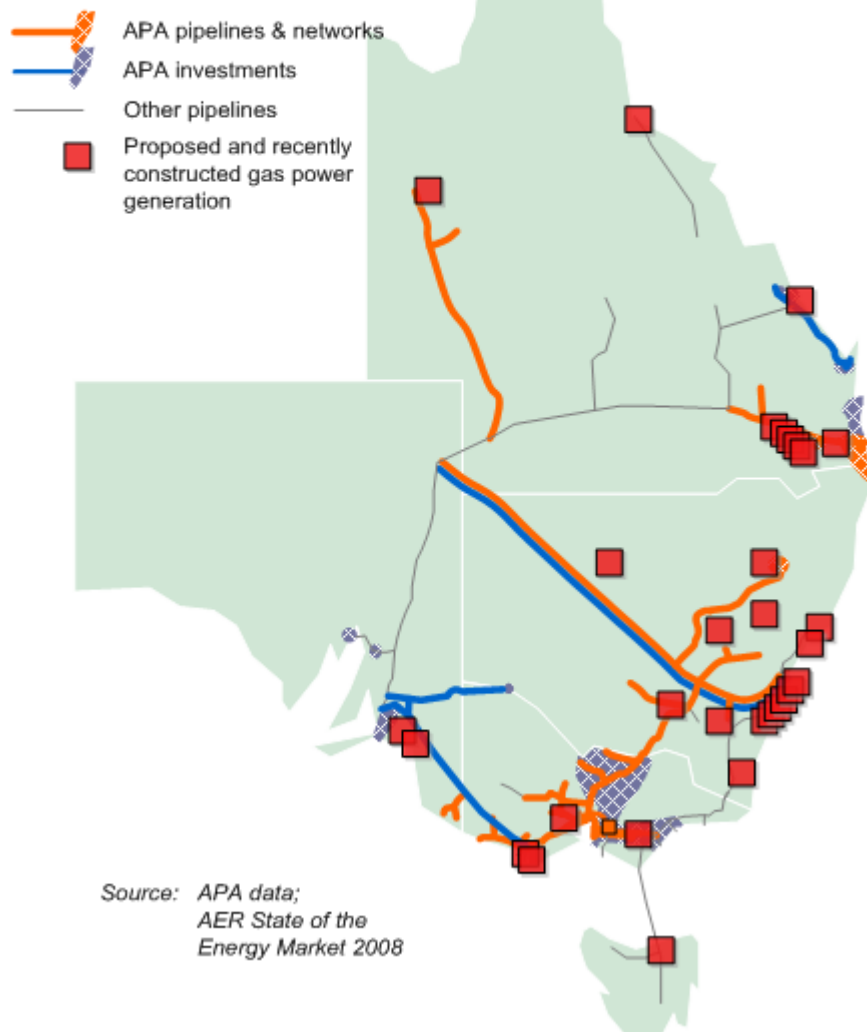 APA pipelines & networks
APA investments
Other pipelines
Proposed and recently
constructed gas power
generation
Source: APA data;
AER State of the
Energy Market 2008